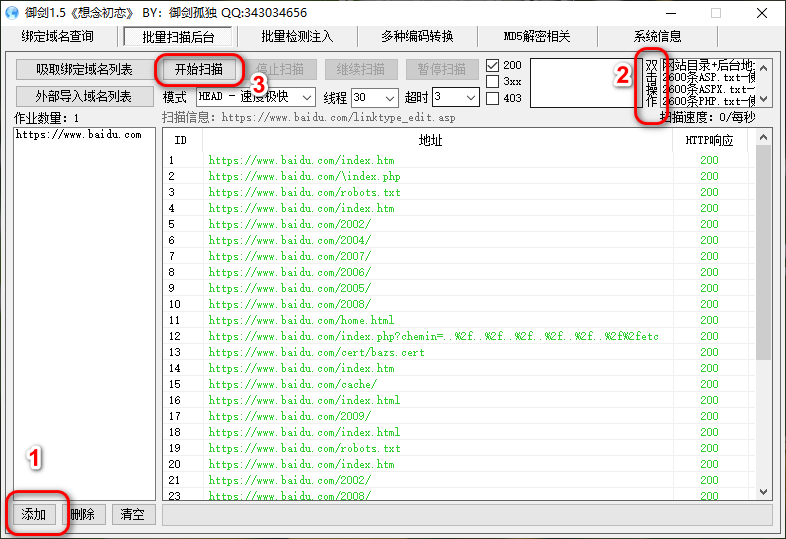 御剑1.5《想念初恋》 BY：御剑孤独 QQ:343034656
绑定域名查询 批量扫描后台 批量检测注入 多种编码转换 MD5解密相关 系统信息
吸取绑定域名列表 开始扫描 停止扫描 继续扫描 暂停扫描
外部导入域名列表 3 模式 HEAD - 速度极快 线程 30 超时 3
200
3xx
403
2
双击操作
网站目录+后台地
2600条ASP.txt
2600条ASPX.txt
2600条PHP.txt
作业数量：1 扫描信息：https://www.baidu.com/linktype_edit.asp 扫描速度：0/每秒
https://www.baidu.com
ID 地址 HTTP响应
1 https://www.baidu.com/index.htm 200
2 https://www.baidu.com/\index.php 200
3 https://www.baidu.com/robots.txt 200
4 https://www.baidu.com/index.htm 200
5 https://www.baidu.com/2002/ 200
6 https://www.baidu.com/2004/ 200
7 https://www.baidu.com/2007/ 200
8 https://www.baidu.com/2006/ 200
9 https://www.baidu.com/2005/ 200
10 https://www.baidu.com/2008/ 200
11 https://www.baidu.com/home.html 200
12 https://www.baidu.com/index.php?chemin=..%2f..%2f..%2f..%2f..%2f..%2f%2fetc 200
13 https://www.baidu.com/cert/bazs.cert 200
14 https://www.baidu.com/index.htm 200
15 https://www.baidu.com/cache/ 200
16 https://www.baidu.com/index.html 200
17 https://www.baidu.com/2009/ 200
18 https://www.baidu.com/index.html 200
19 https://www.baidu.com/robots.txt 200
20 https://www.baidu.com/index.htm 200
21 https://www.baidu.com/2002/ 200
23 https://www.baidu.com/2008/ 200
1
添加 删除 清空